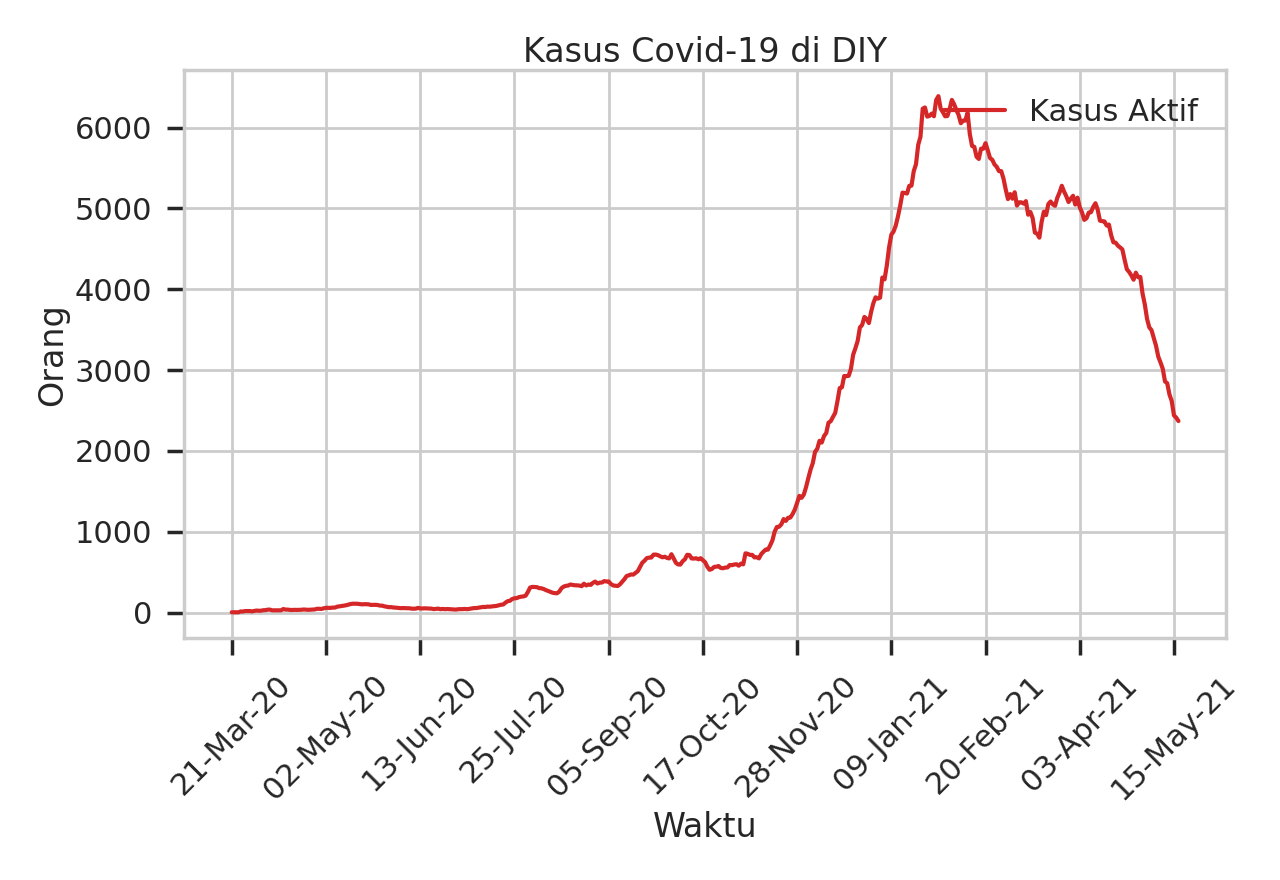 Kasus Covid-19 di DIY
Kasus Aktif
Orang
6000
5000
4000
3000
2000
1000
0
21-Mar-20
02-May-20
13-Jun-20
25-Jul-20
05-Sep-20
17-Oct-20
28-Nov-20
09-Jan-21
20-Feb-21
03-Apr-21
15-May-21
Waktu